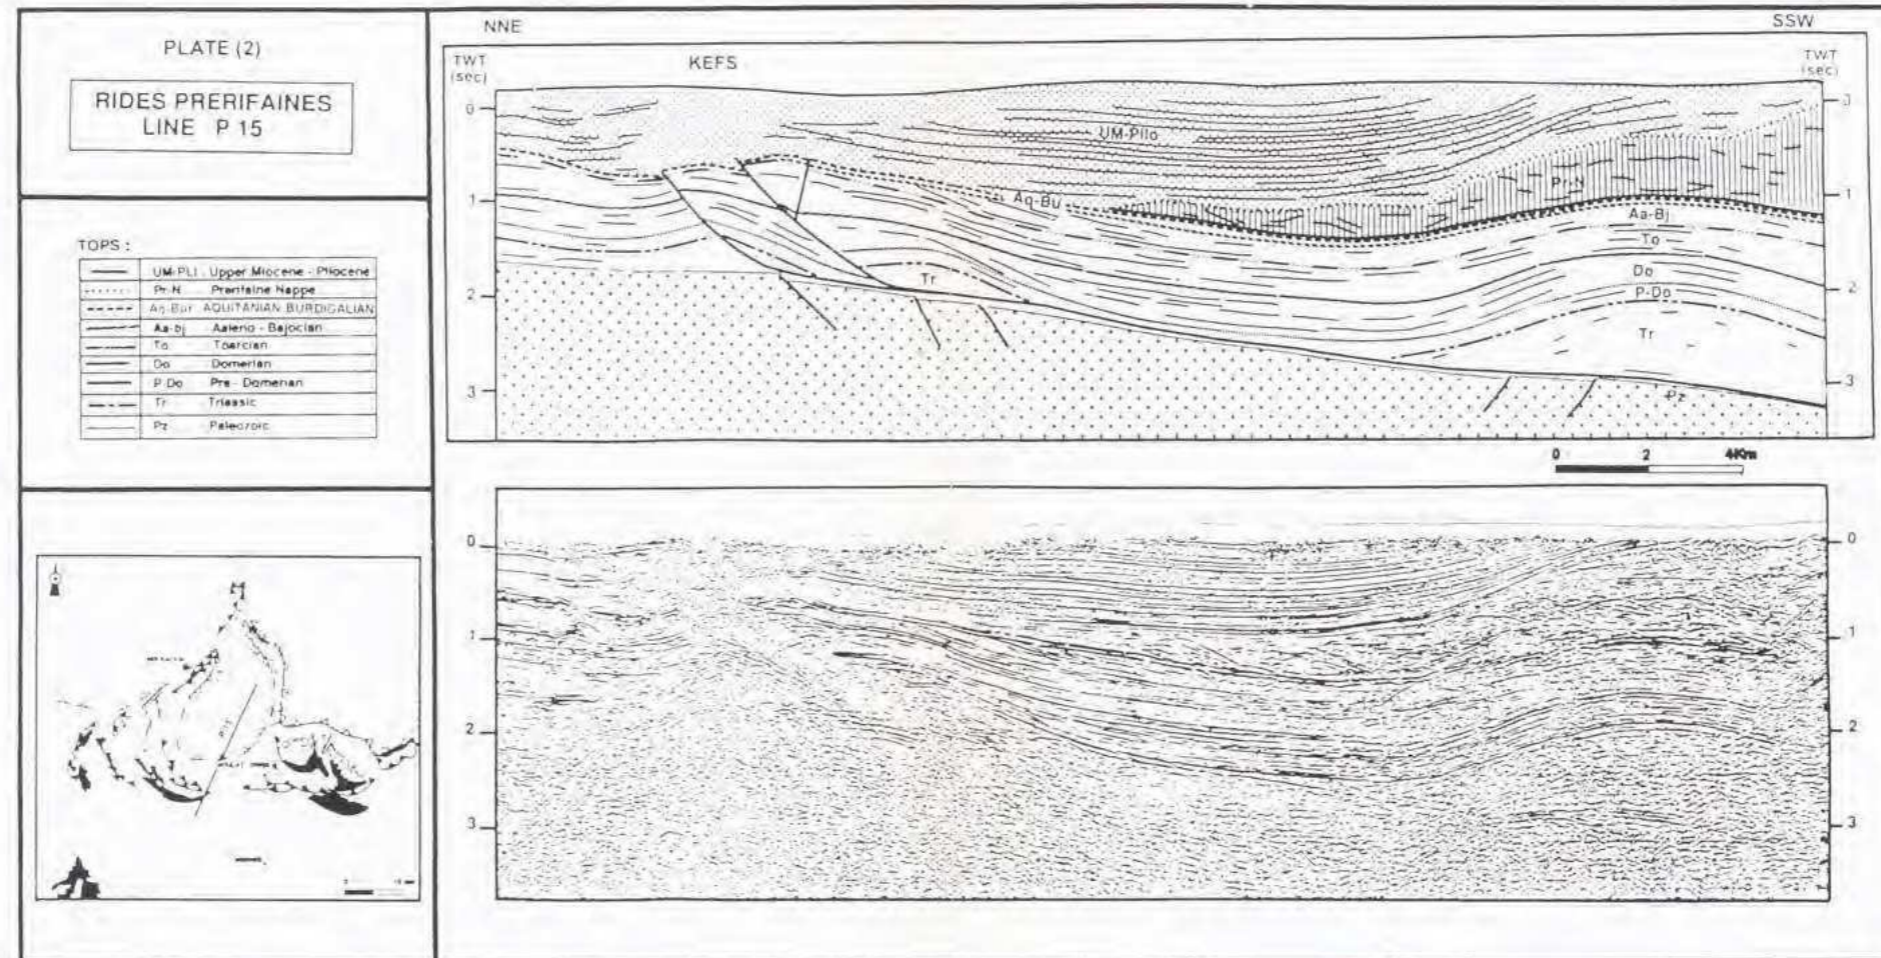 PLATE (2)
RIDES PRERIFAINES
LINE P 15
TOPS :
UM-PLI . Upper Miocene - Pliocene
Pr-N Prerifaine Nappe
Aq-Bur AQUITANIAN BURDIGALIAN
Aa-bj Aaleno - Bajocian
To Toarcian
Do Domerian
P-Do Pre - Domerian
Tr Triassic
Pz Paleozoic
P15
NNE
SSW
TWT
(sec)
KEFS
TWT
(sec)
0
1
2
3
UM-Plio
Pr-N
Aq-Bu
Aa-Bj
To
Do
P-Do
Tr
Tr
Pz
0
1
2
3
0 2 4Km
0
1
2
3
0
1
2
3